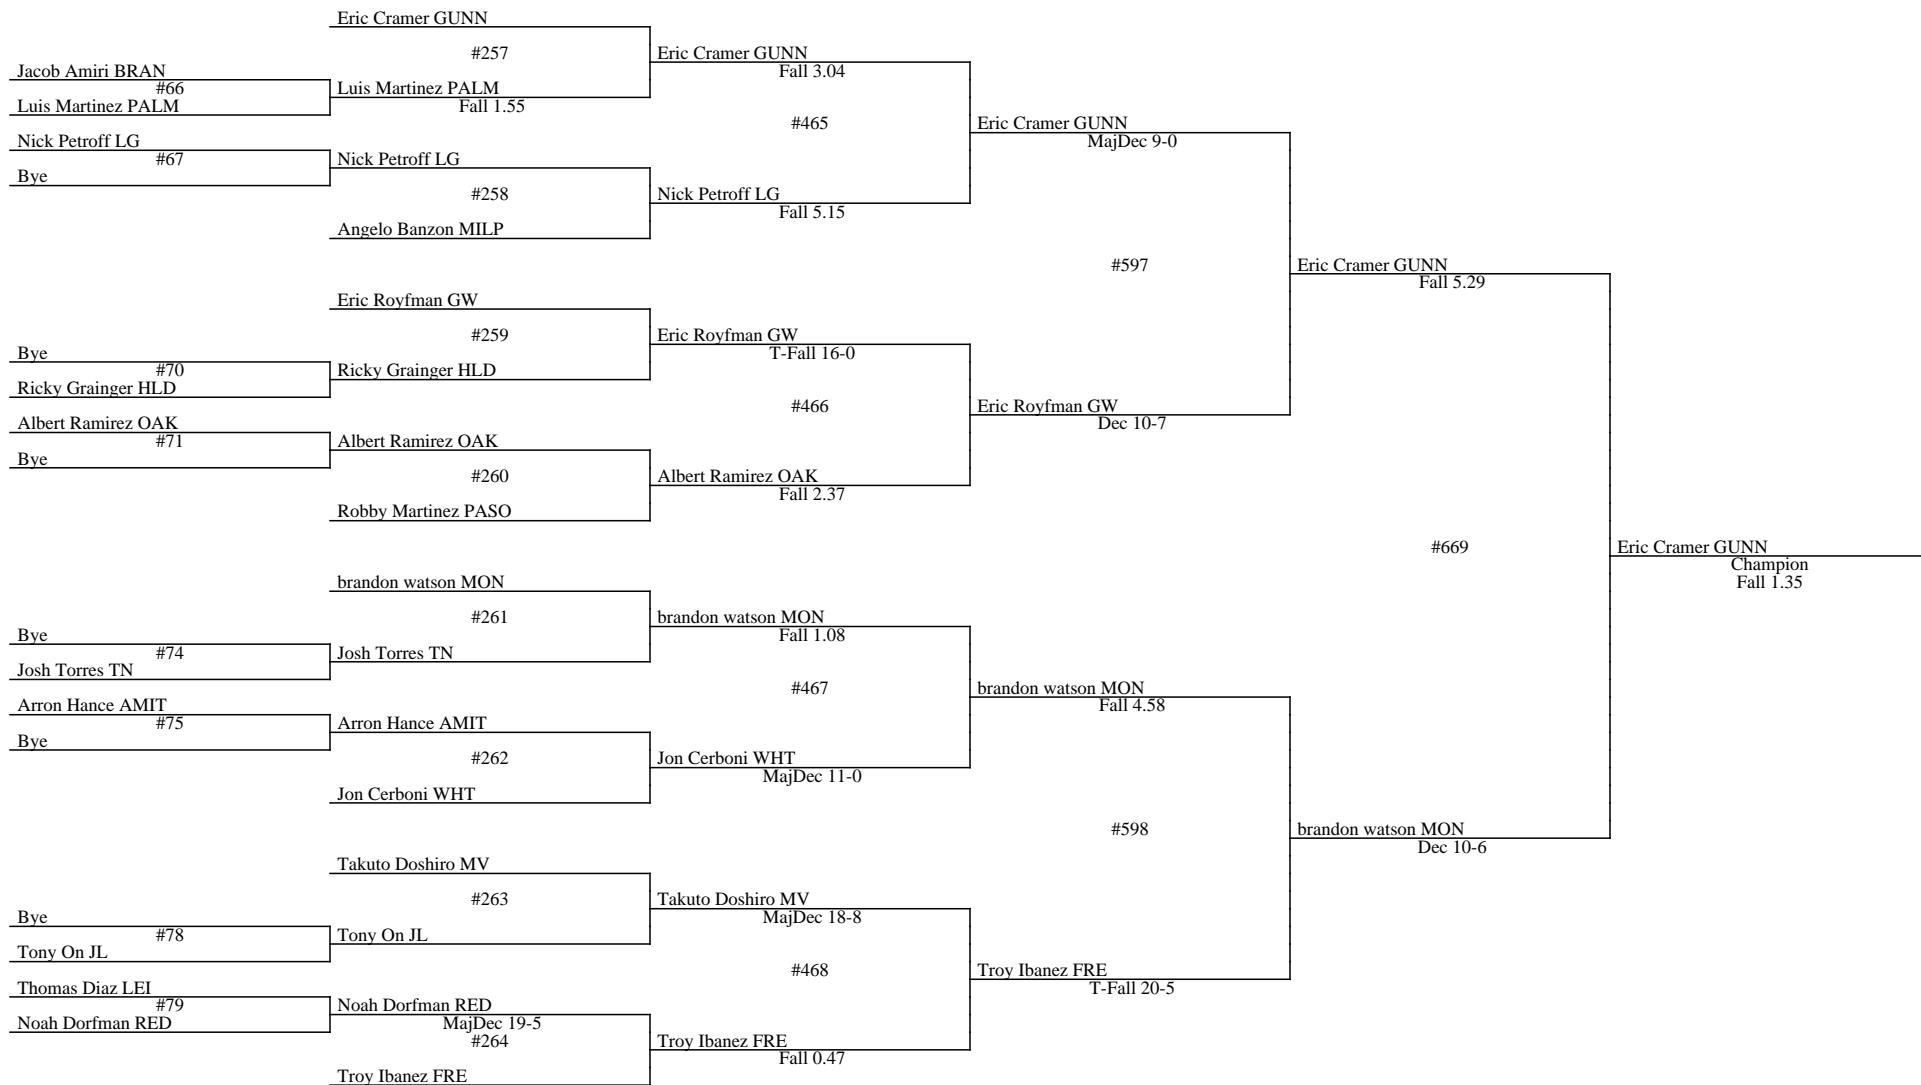 Eric Cramer GUNN
#257
Eric Cramer GUNN
Jacob Amiri BRAN
Fall 3.04
#66
Luis Martinez PALM
Luis Martinez PALM
Fall 1.55
#465
Eric Cramer GUNN
Nick Petroff LG
MajDec 9-0
#67
Nick Petroff LG
Bye
#258
Nick Petroff LG
Fall 5.15
Angelo Banzon MILP
#597
Eric Cramer GUNN
Fall 5.29
Eric Royfman GW
#259
Eric Royfman GW
Bye
T-Fall 16-0
#70
Ricky Grainger HLD
Ricky Grainger HLD
#466
Eric Royfman GW
Albert Ramirez OAK
Dec 10-7
#71
Albert Ramirez OAK
Bye
#260
Albert Ramirez OAK
Fall 2.37
Robby Martinez PASO
#669
Eric Cramer GUNN
Champion
Fall 1.35
brandon watson MON
#261
brandon watson MON
Bye
Fall 1.08
#74
Josh Torres TN
Josh Torres TN
#467
brandon watson MON
Arron Hance AMIT
Fall 4.58
#75
Arron Hance AMIT
Bye
#262
Jon Cerboni WHT
MajDec 11-0
Jon Cerboni WHT
#598
brandon watson MON
Dec 10-6
Takuto Doshiro MV
#263
Takuto Doshiro MV
Bye
MajDec 18-8
#78
Tony On JL
Tony On JL
#468
Troy Ibanez FRE
Thomas Diaz LEI
T-Fall 20-5
#79
Noah Dorfman RED
Noah Dorfman RED
MajDec 19-5
#264
Troy Ibanez FRE
Fall 0.47
Troy Ibanez FRE